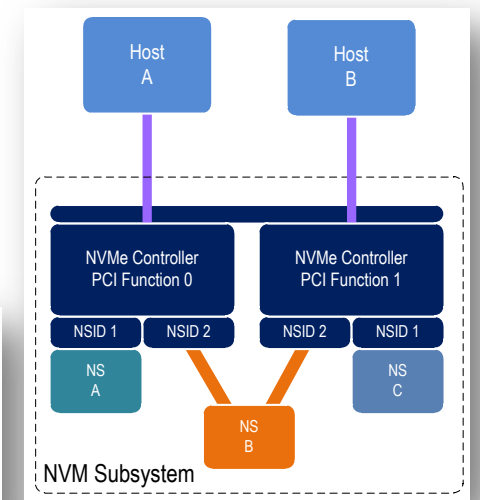 Host
A
Host
B
NVMe Controller
PCI Function 0
NVMe Controller
PCI Function 1
NSID 1
NSID 2
NSID 2
NSID 1
NS
A
NS
C
NS
B
NVM Subsystem